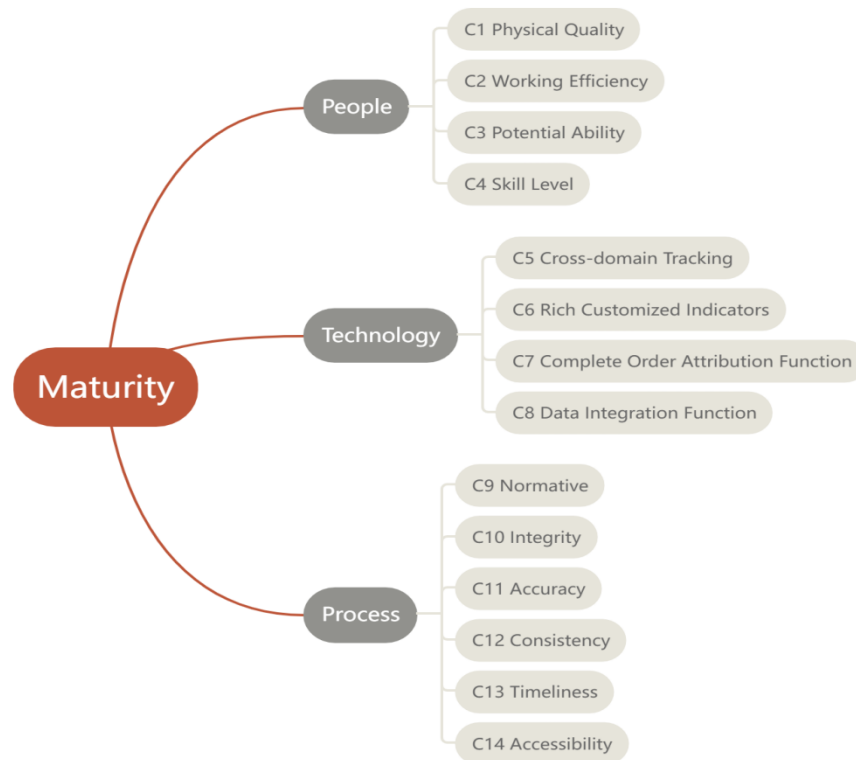 Maturity
People
C1 Physical Quality
C2 Working Efficiency
C3 Potential Ability
C4 Skill Level
Technology
C5 Cross-domain Tracking
C6 Rich Customized Indicators
C7 Complete Order Attribution Function
C8 Data Integration Function
Process
C9 Normative
C10 Integrity
C11 Accuracy
C12 Consistency
C13 Timeliness
C14 Accessibility